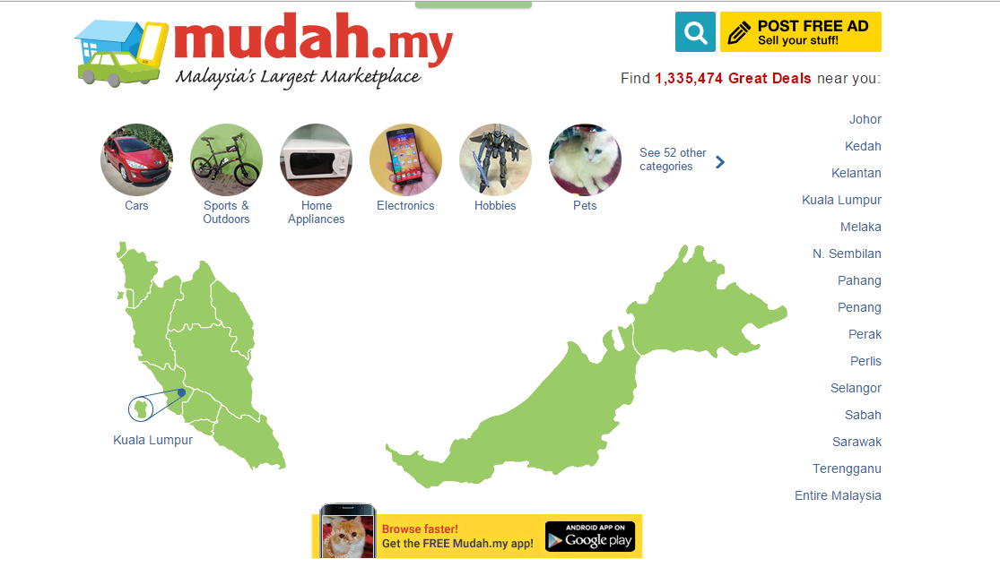 mudah.my
Malaysia's Largest Marketplace
POST FREE AD
Sell your stuff!
Find 1,335,474 Great Deals near you:
Cars
Sports &
Outdoors
Home
Appliances
Electronics
Hobbies
Pets
See 52 other
categories
Johor
Kedah
Kelantan
Kuala Lumpur
Melaka
N. Sembilan
Pahang
Penang
Perak
Perlis
Selangor
Sabah
Sarawak
Terengganu
Entire Malaysia
Kuala Lumpur
Browse faster!
Get the FREE Mudah.my app!
ANDROID APP ON
Google play